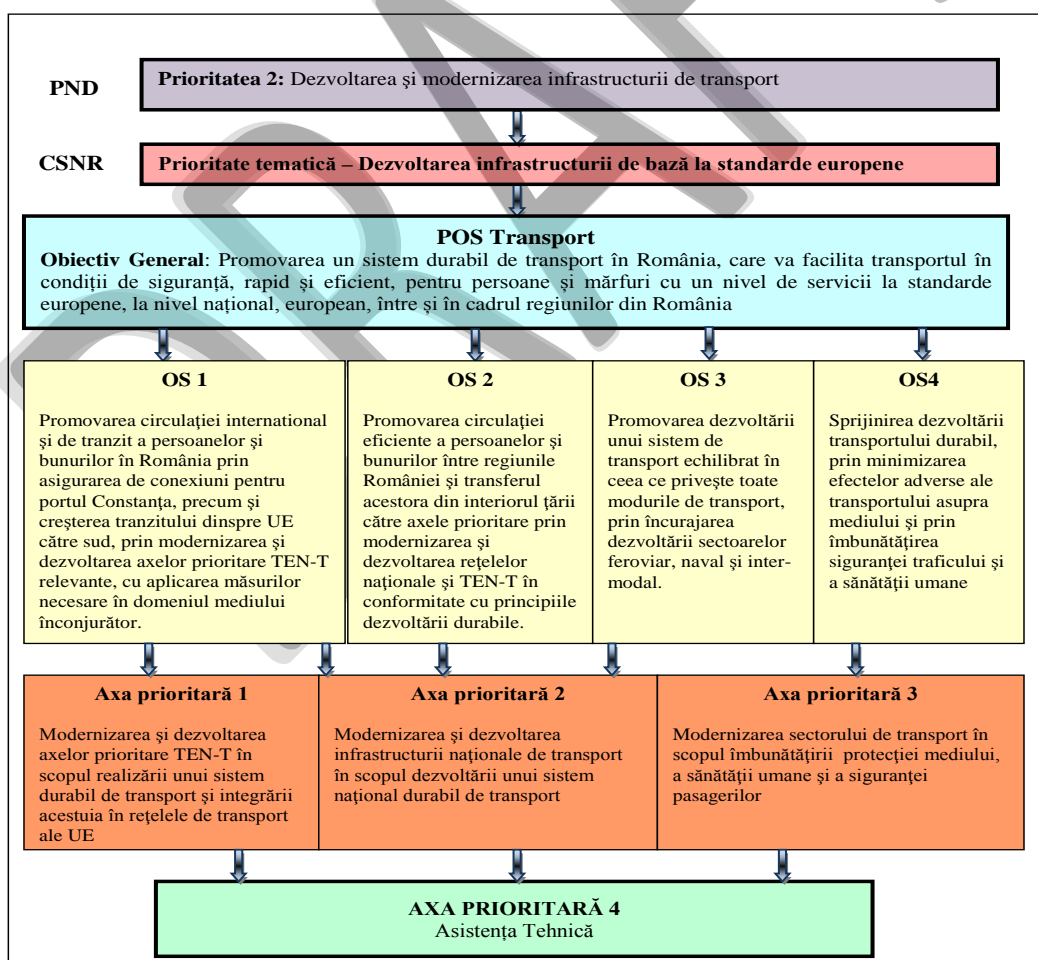 DRAFT
PND
Prioritatea 2: Dezvoltarea şi modernizarea infrastructurii de transport
CSNR
Prioritate tematică – Dezvoltarea infrastructurii de bază la standarde europene
POS Transport
Obiectiv General: Promovarea un sistem durabil de transport în România, care va facilita transportul în
condiții de siguranță, rapid și eficient, pentru persoane și mărfuri cu un nivel de servicii la standarde
europene, la nivel național, european, între și în cadrul regiunilor din România
OS 1
Promovarea circulaţiei international
şi de tranzit a persoanelor şi
bunurilor în România prin
asigurarea de conexiuni pentru
portul Constanţa, precum şi
creşterea tranzitului dinspre UE
către sud, prin modernizarea şi
dezvoltarea axelor prioritare TEN-T
relevante, cu aplicarea măsurilor
necesare în domeniul mediului
înconjurător.
OS 2
Promovarea circulaţiei
eficiente a persoanelor şi
bunurilor între regiunile
României şi transferul
acestora din interiorul ţării
către axele prioritare prin
modernizarea şi
dezvoltarea reţelelor
naţionale şi TEN-T în
conformitate cu principiile
dezvoltării durabile.
OS 3
Promovarea dezvoltării
unui sistem de
transport echilibrat în
ceea ce priveşte toate
modurile de transport,
prin încurajarea
dezvoltării sectoarelor
feroviar, naval şi inter-
modal.
OS4
Sprijinirea dezvoltării
transportului durabil,
prin minimizarea
efectelor adverse ale
transportului asupra
mediului şi prin
îmbunătăţirea
siguranţei traficului şi
a sănătăţii umane
Axa prioritară 1
Modernizarea şi dezvoltarea
axelor prioritare TEN-T în
scopul realizării unui sistem
durabil de transport şi integrării
acestuia în reţelele de transport
ale UE
Axa prioritară 2
Modernizarea şi dezvoltarea
infrastructurii naţionale de transport
în scopul dezvoltării unui sistem
naţional durabil de transport
Axa prioritară 3
Modernizarea sectorului de transport în
scopul îmbunătăţirii protecţiei mediului,
a sănătăţii umane şi a siguranţei
pasagerilor
AXA PRIORITARĂ 4
Asistența Tehnică